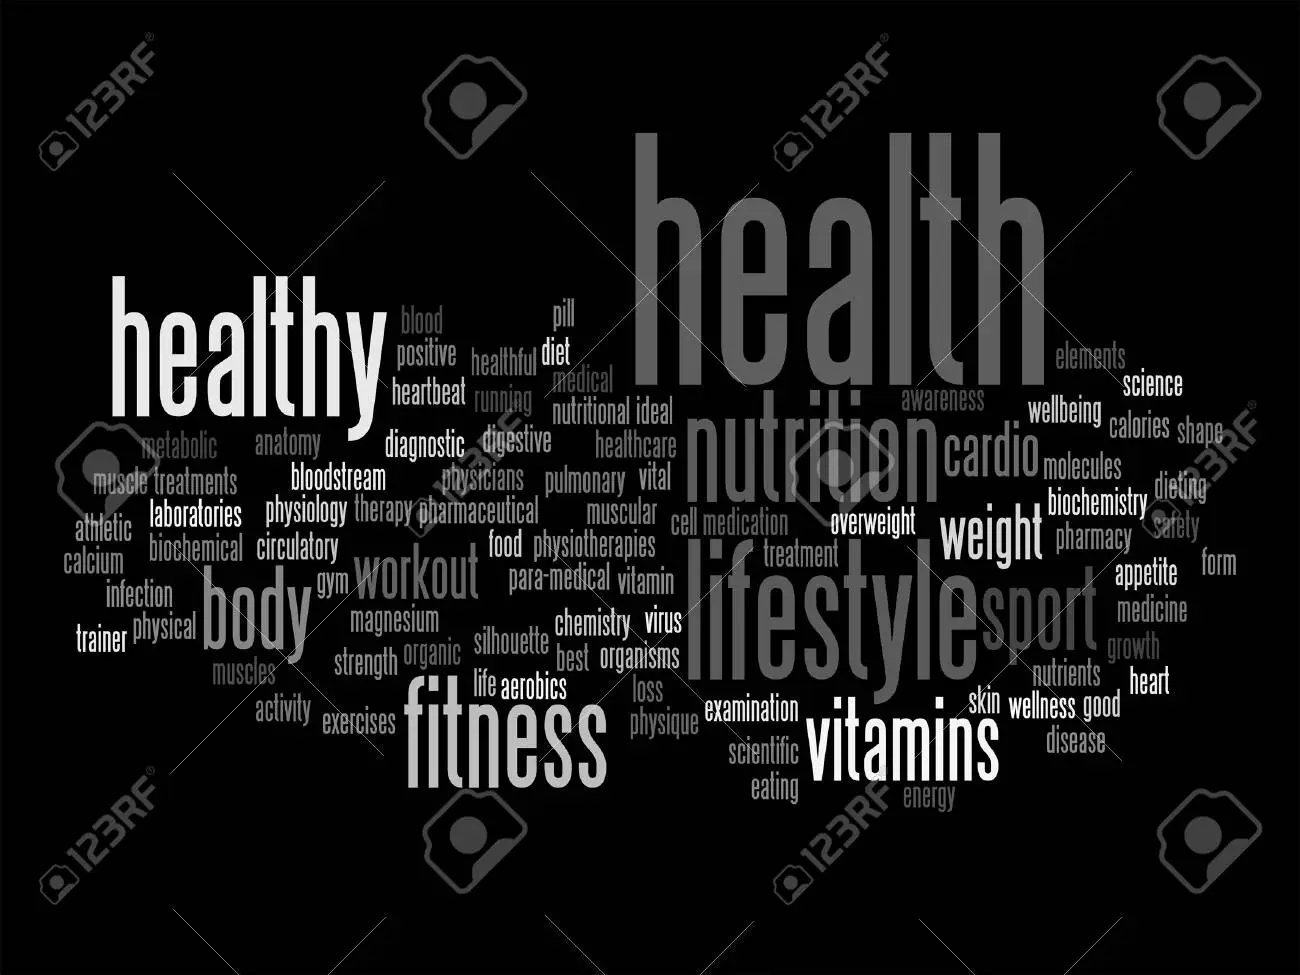 health
healthy
blood
pill
positive
healthful
diet
elements
heartbeat
running
medical
awareness
science
nutritional ideal
nutrition
wellbeing
calories
shape
metabolic
anatomy
diagnostic
digestive
healthcare
cardio
molecules
muscle treatments
bloodstream
physicians
pulmonary
vital
biochemistry
dieting
athletic
laboratories
physiology
therapy
pharmaceutical
muscular
cell medication
overweight
weight
pharmacy
safety
calcium
biochemical
circulatory
food
physiotherapies
treatment
form
infection
body
gym
workout
para-medical
vitamin
lifestyle
sport
appetite
medicine
trainer
physical
magnesium
silhouette
chemistry
virus
growth
muscles
strength
organic
best
organisms
nutrients
heart
activity
exercises
fitness
life
aerobics
loss
physique
examination
vitamins
skin
wellness
good
scientific
disease
eating
energy
123RF
123RF
123RF
123RF
123RF
123RF